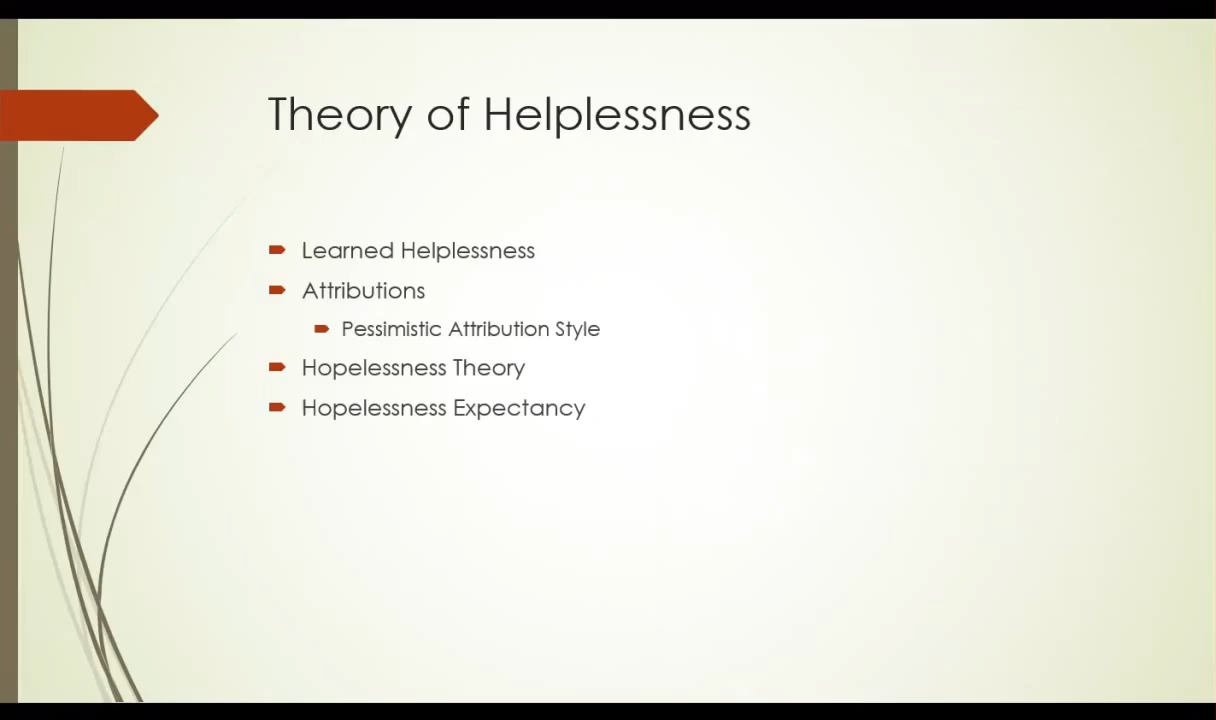 Theory of Helplessness
Learned Helplessness
Attributions
Pessimistic Attribution Style
Hopelessness Theory
Hopelessness Expectancy